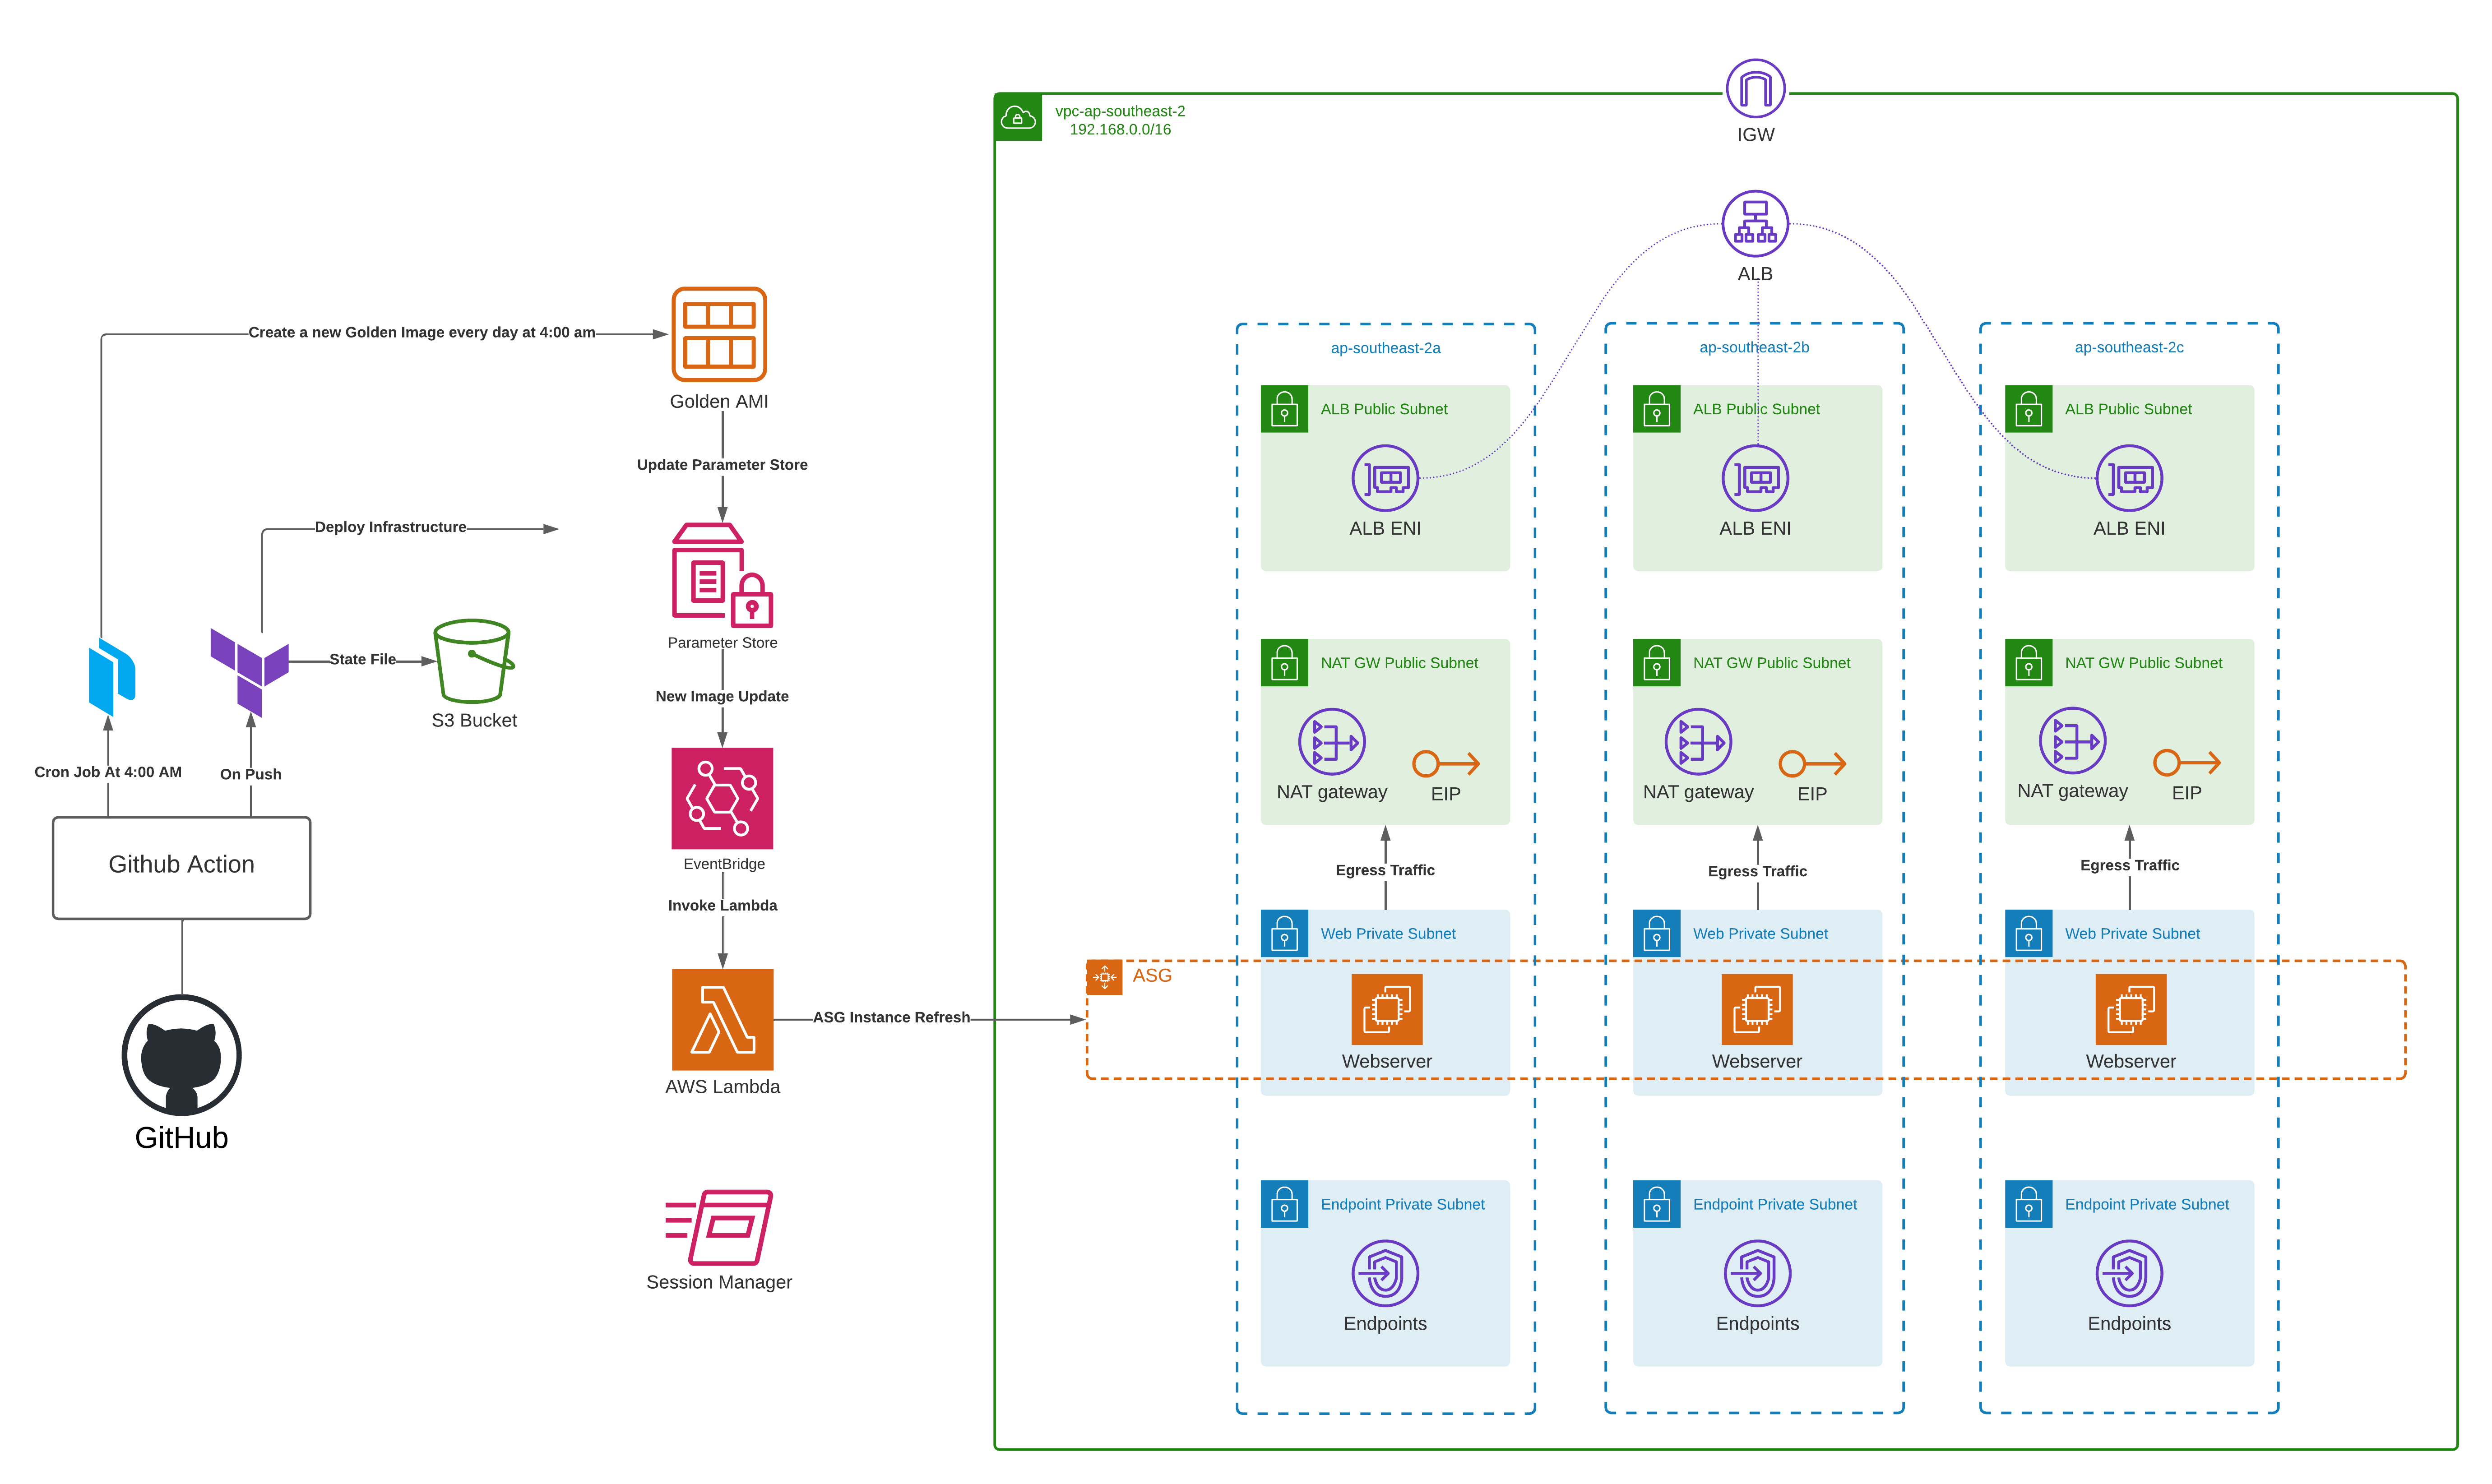 IGW
vpc-ap-southeast-2
192.168.0.0/16
ALB
Create a new Golden Image every day at 4:00 am
Golden AMI
Update Parameter Store
Deploy Infrastructure
Parameter Store
State File
S3 Bucket
New Image Update
Cron Job At 4:00 AM
On Push
Github Action
EventBridge
Invoke Lambda
ASG Instance Refresh
AWS Lambda
GitHub
Session Manager
ap-southeast-2a
ALB Public Subnet
ALB ENI
NAT GW Public Subnet
NAT gateway
EIP
Egress Traffic
Web Private Subnet
ASG
Webserver
Endpoint Private Subnet
Endpoints
ap-southeast-2b
ALB Public Subnet
ALB ENI
NAT GW Public Subnet
NAT gateway
EIP
Egress Traffic
Web Private Subnet
Webserver
Endpoint Private Subnet
Endpoints
ap-southeast-2c
ALB Public Subnet
ALB ENI
NAT GW Public Subnet
NAT gateway
EIP
Egress Traffic
Web Private Subnet
Webserver
Endpoint Private Subnet
Endpoints